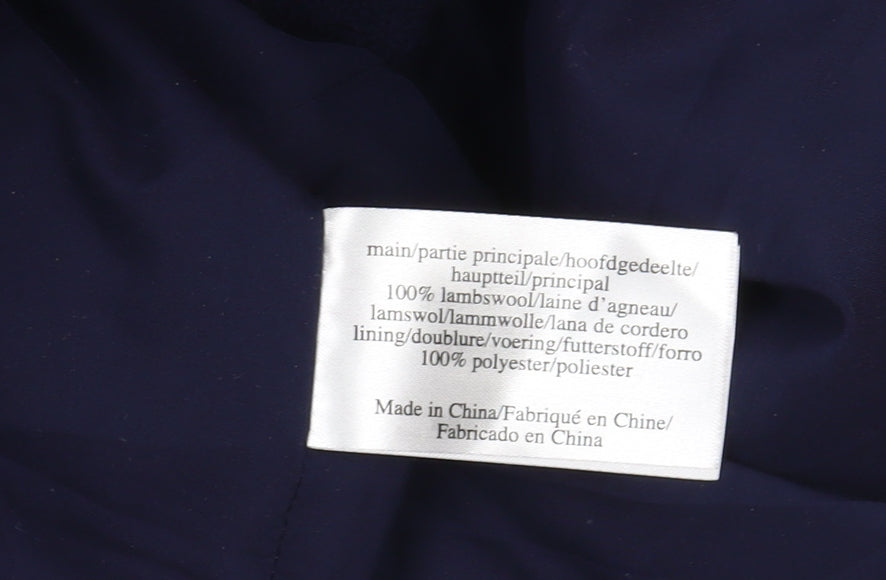 main/partie principale/hoofdgedeelte/
hauptteil/principal
100% lambswool/laine d'agneau/
lamswol/lammwolle/lana de cordero
lining/doublure/voering/futterstoff/forro
100% polyester/poliester
Made in China/Fabriqué en Chine/
Fabricado en China